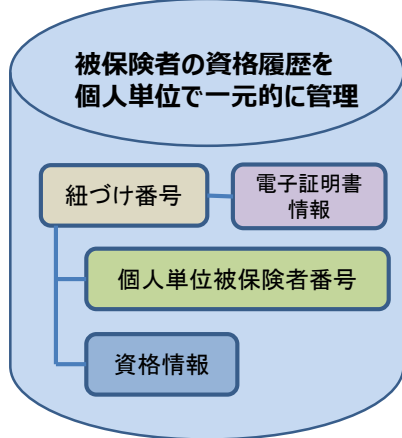 被保険者の資格履歴を
個人単位で一元的に管理
紐づけ番号
電子証明書
情報
個人単位被保険者番号
資格情報